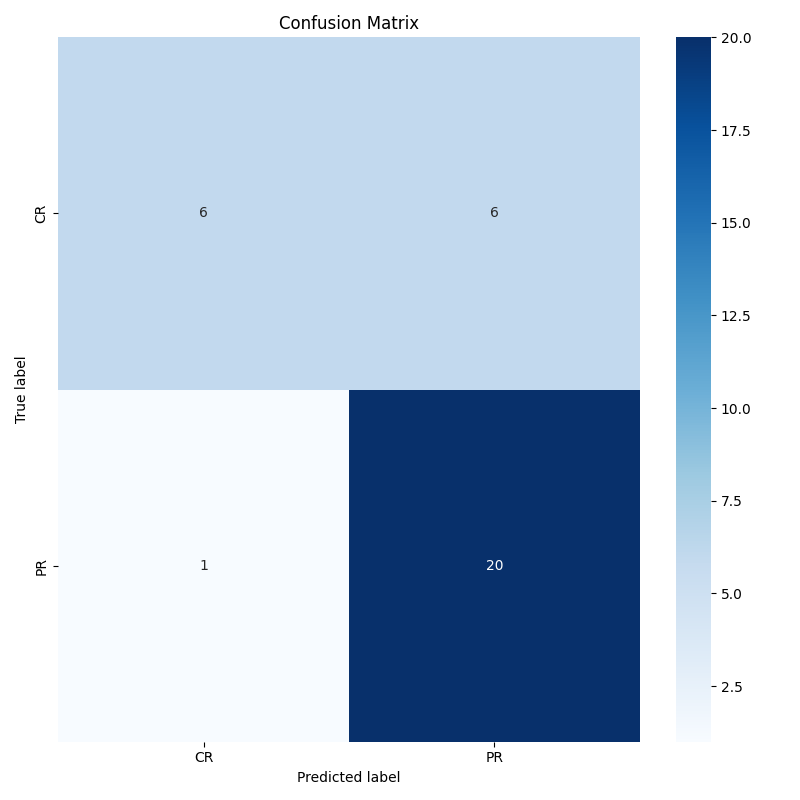 Confusion Matrix
CR
6
6
True label
PR
1
20
CR
PR
Predicted label
20.0
17.5
15.0
12.5
10.0
7.5
5.0
2.5